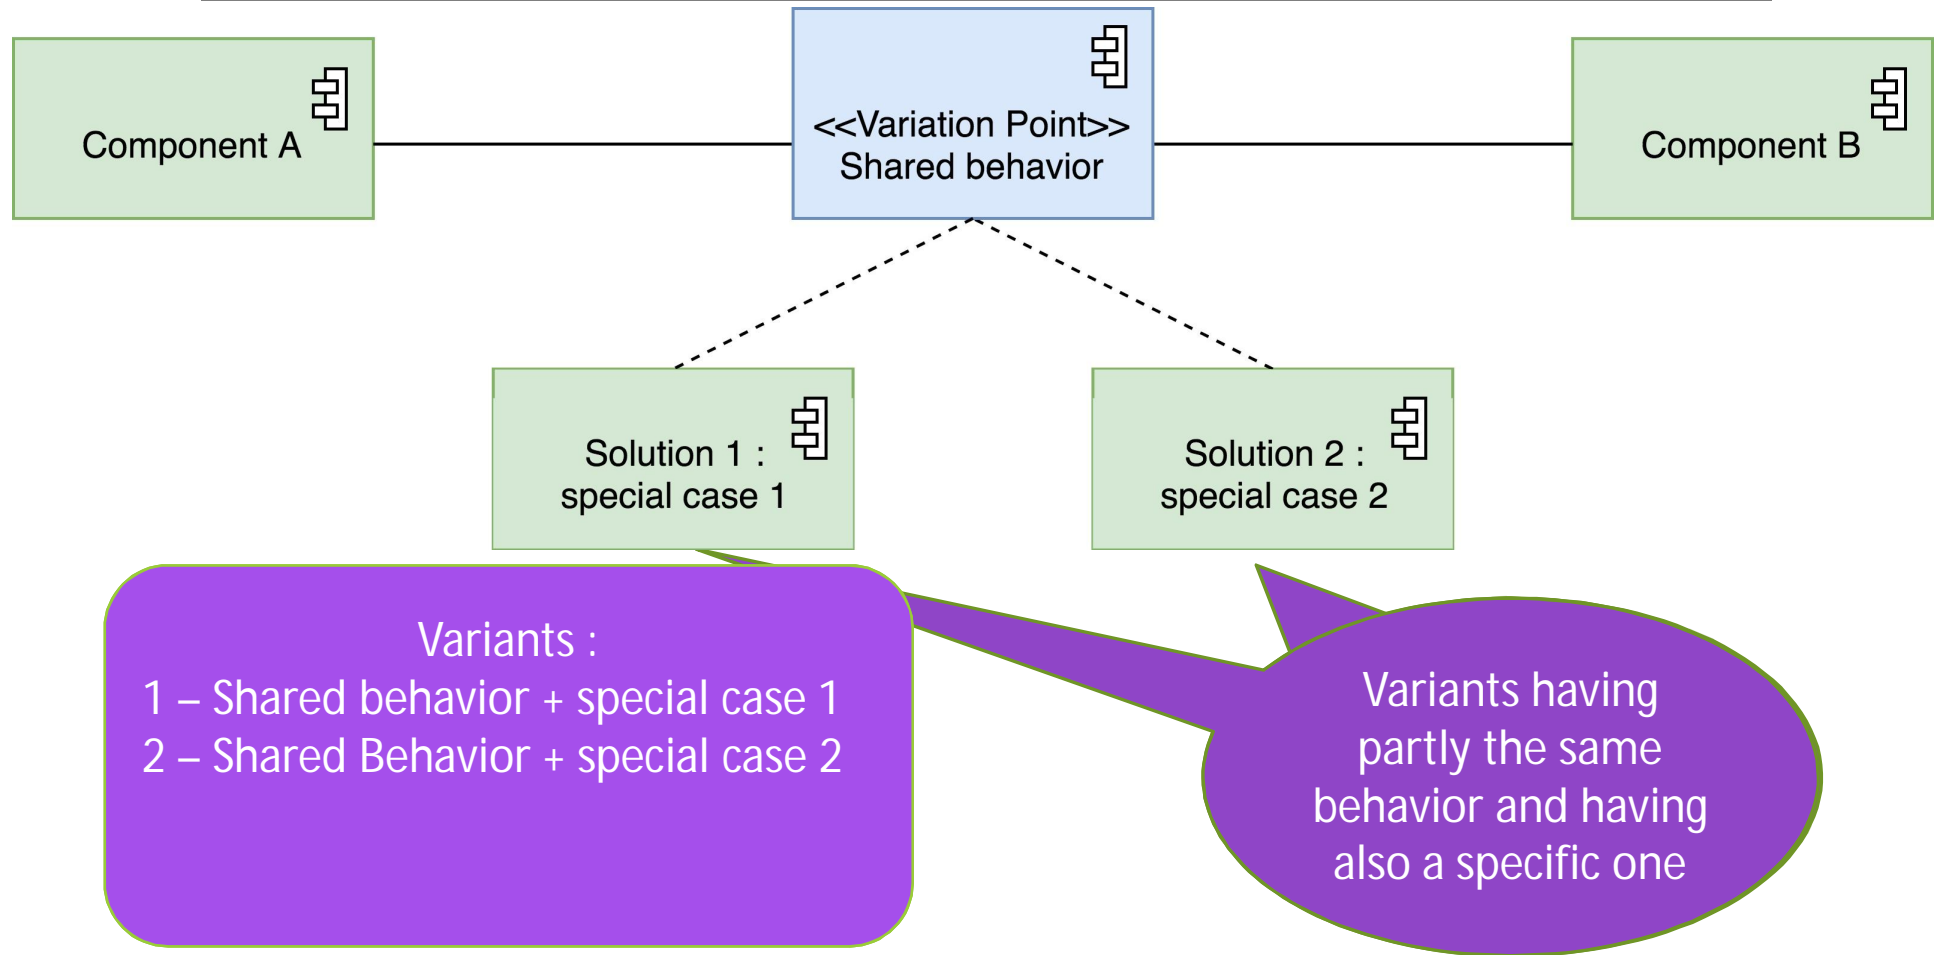 Component A
<<Variation Point>>
Shared behavior
Component B
Solution 1 :
special case 1
Solution 2 :
special case 2
Variants :
1 – Shared behavior + special case 1
2 – Shared Behavior + special case 2
Variants having
partly the same
behavior and having
also a specific one